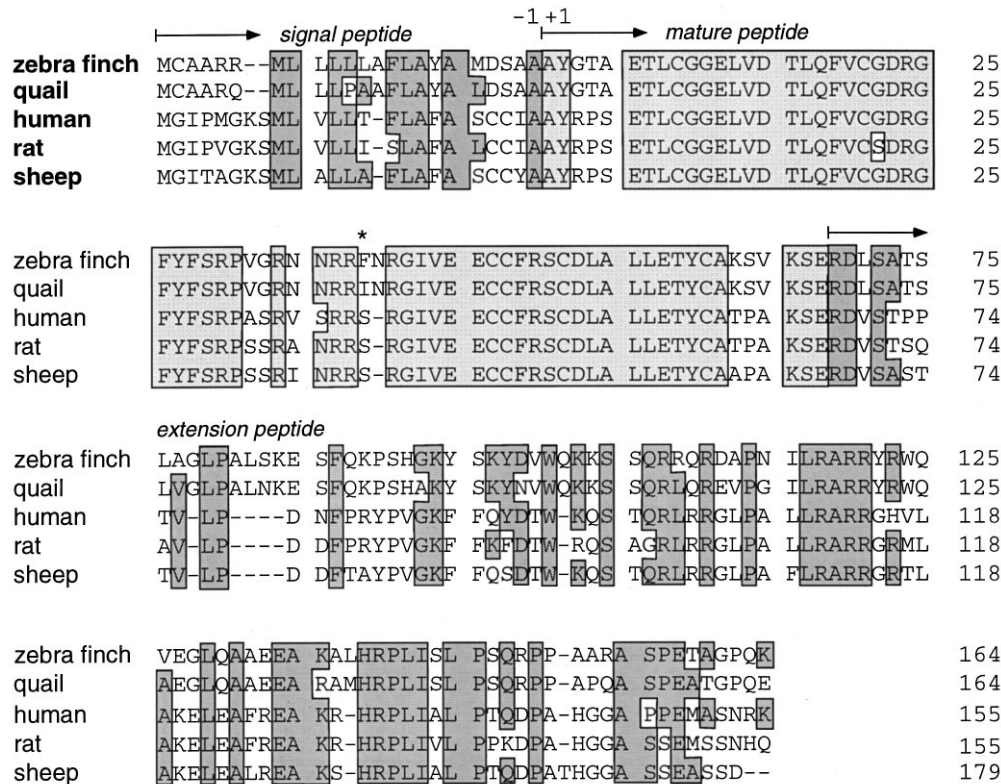 -1 +1
signal peptide mature peptide
zebra finch MCAARR--ML LLLLLAFLAYA MDSAAAYGTA ETLCGGELVD TLQFVCGDRG 25
quail MCAARQ--ML LLLPAAFLAYA LDSAAAYGTA ETLCGGELVD TLQFVCGDRG 25
human MGIPMGKSML VLLT-FLAFA SCCIAAYRPS ETLCGGELVD TLQFVCGDRG 25
rat MGIPVGKSML VLLI-SLAFA LCCIAAYRPS ETLCGGELVD TLQFVCSDRG 25
sheep MGITAGKSML ALLA-FLAFA SCCYAAYRPS ETLCGGELVD TLQFVCGDRG 25
*
zebra finch FYFSRPVGRN NRRFNRGIVE ECCFRSCDLA LLETYCAKSV KSERDLSATS 75
quail FYFSRPVGRN NRRINRGIVE ECCFRSCDLA LLETYCAKSV KSERDLSATS 75
human FYFSRPASRV SRRS-RGIVE ECCFRSCDLA LLETYCATPA KSERDVSTPP 74
rat FYFSRPSSRA NRRS-RGIVE ECCFRSCDLA LLETYCATPA KSERDVSTSQ 74
sheep FYFSRPSSRI NRRS-RGIVE ECCFRSCDLA LLETYCAAPA KSERDVSAST 74
extension peptide
zebra finch LAGLPALSKE SFQKPSHGKY SKYDVWQKKS SQRRQRDAPN ILRARRYRWQ 125
quail LVGLPALNKE SFQKPSHAKY SKYNVWQKKS SQRLQREVPG ILRARRYRWQ 125
human TV-LP----D NFPRYPVGKF FQYDTW-KQS TQRLRRGLPA LLRARRGHVL 118
rat AV-LP----D DFPRYPVGKF FKFDTW-RQS AGRLRRGLPA LLRARRGRML 118
sheep TV-LP----D DFTAYPVGKF FQSDTW-KQS TQRLRRGLPA FLRARRGRTL 118
zebra finch VEGLQAAEEA KALHRPLISL PSQRPP-AARA SPETAGPQK 164
quail AEGLQAAEEA RAMHRPLISL PSQRPP-APQA SPEATGPQE 164
human AKELEAFREA KR-HRPLIAL PTQDPA-HGGA PPEMASNRK 155
rat AKELEAFREA KR-HRPLIVL PPKDPA-HGGA SSEMSSNHQ 155
sheep AKELEALREA KS-HRPLIAL PTQDPATHGGA SSEASSD-- 179